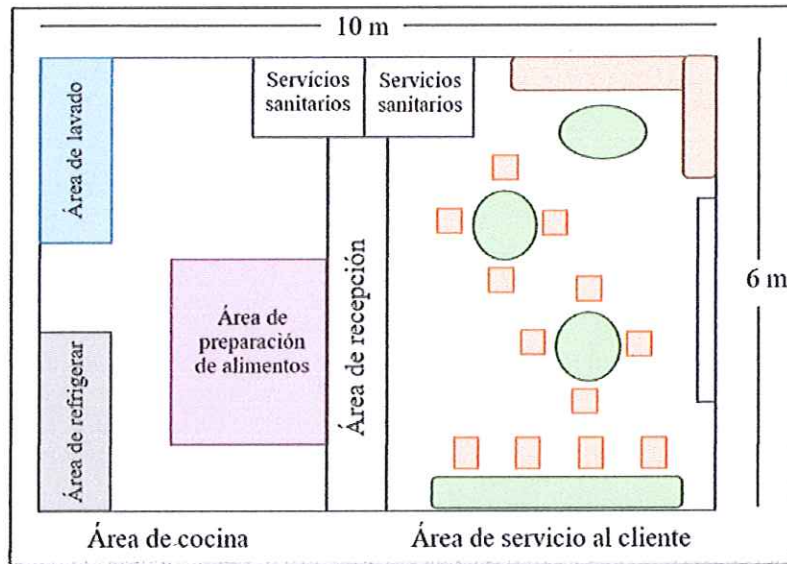 10 m
Servicios
sanitarios
Servicios
sanitarios
Área de lavado
6 m
Área de recepción
Área de
preparación
de alimentos
Área de refrigerar
Área de cocina
Área de servicio al cliente